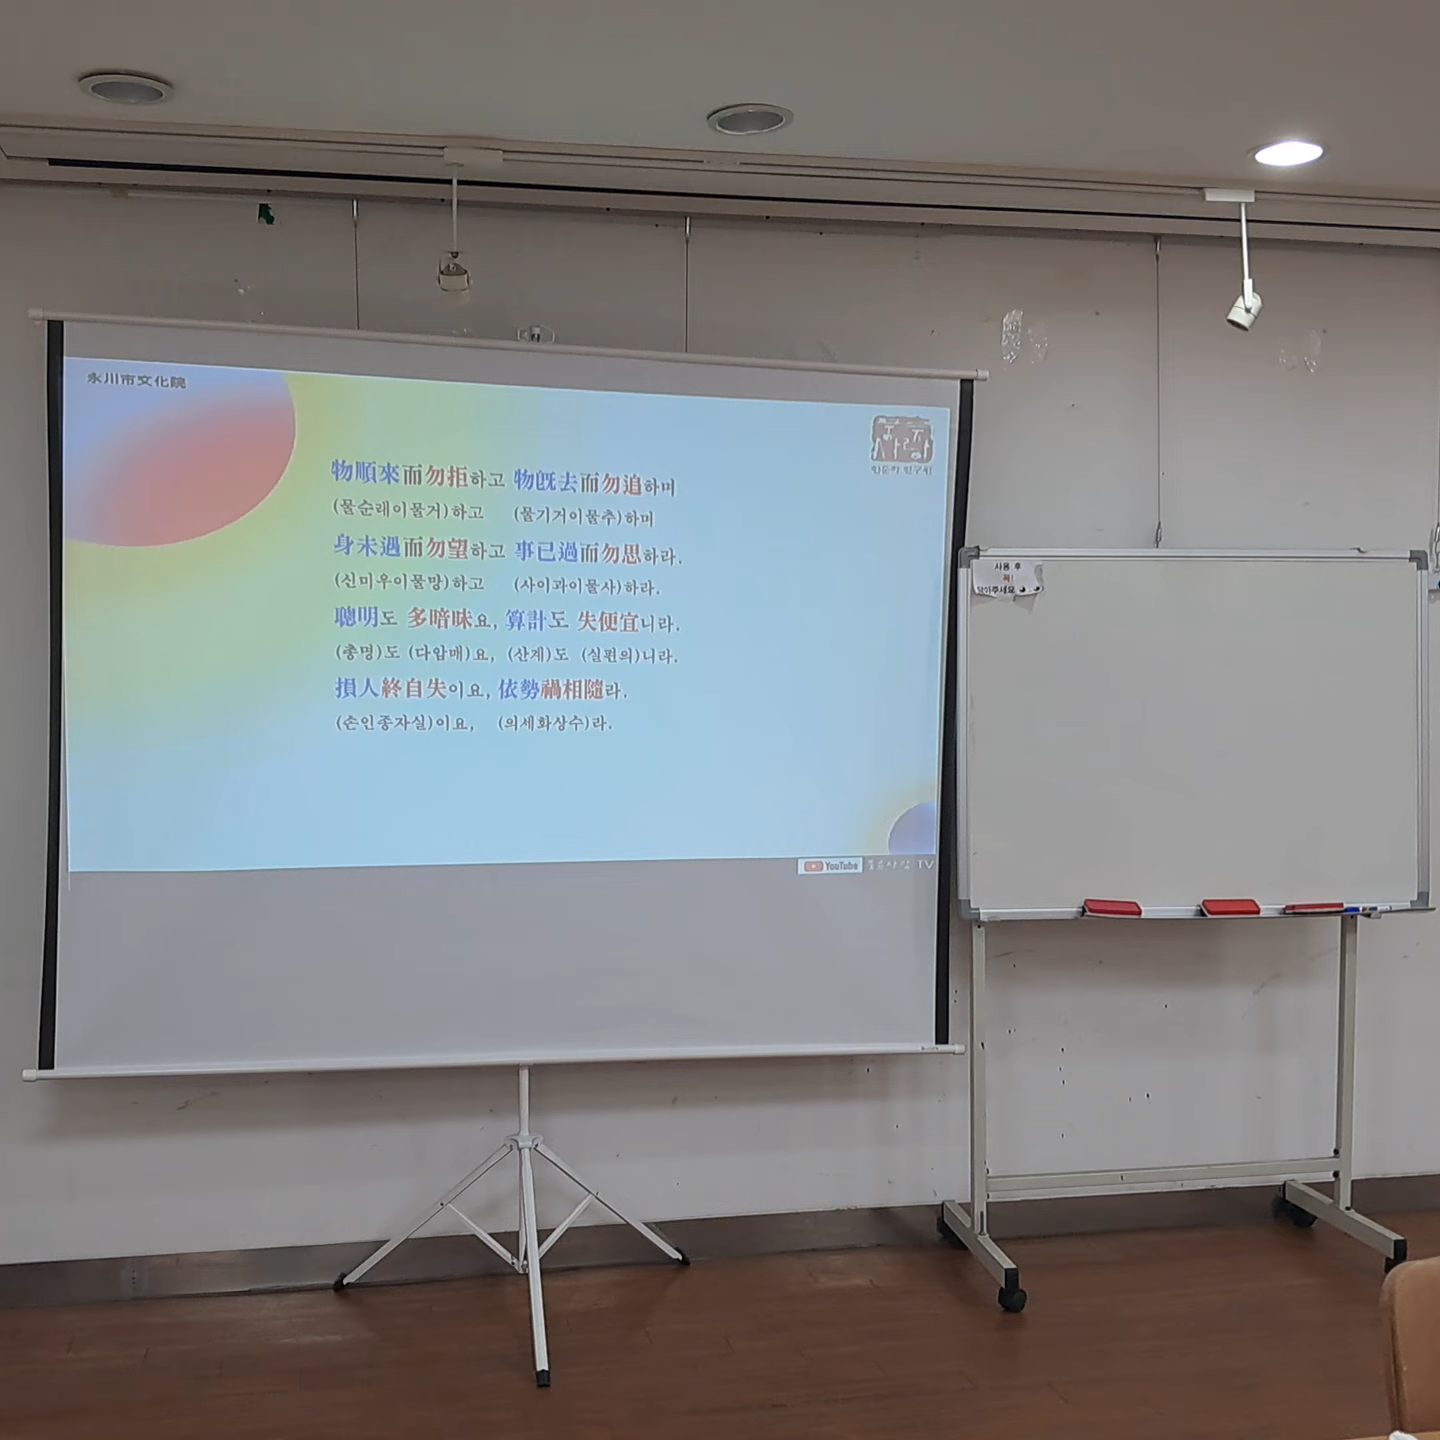 永川市文化院
物順來而勿拒하고 物旣去而勿追하며
(물순래이물거)하고 (물기거이물추)하며
身未遇而勿望하고 事已過而勿思하라.
(신미우이물망)하고 (사이과이물사)하라.
聰明도 多暗昧요, 算計도 失便宜니라.
(총명)도 (다암매)요, (산계)도 (실편의)니라.
損人終自失이요, 依勢禍相隨라.
(손인종자실)이요, (의세화상수)라.
YouTube TV
사용 후
꼭!
닦아주세요